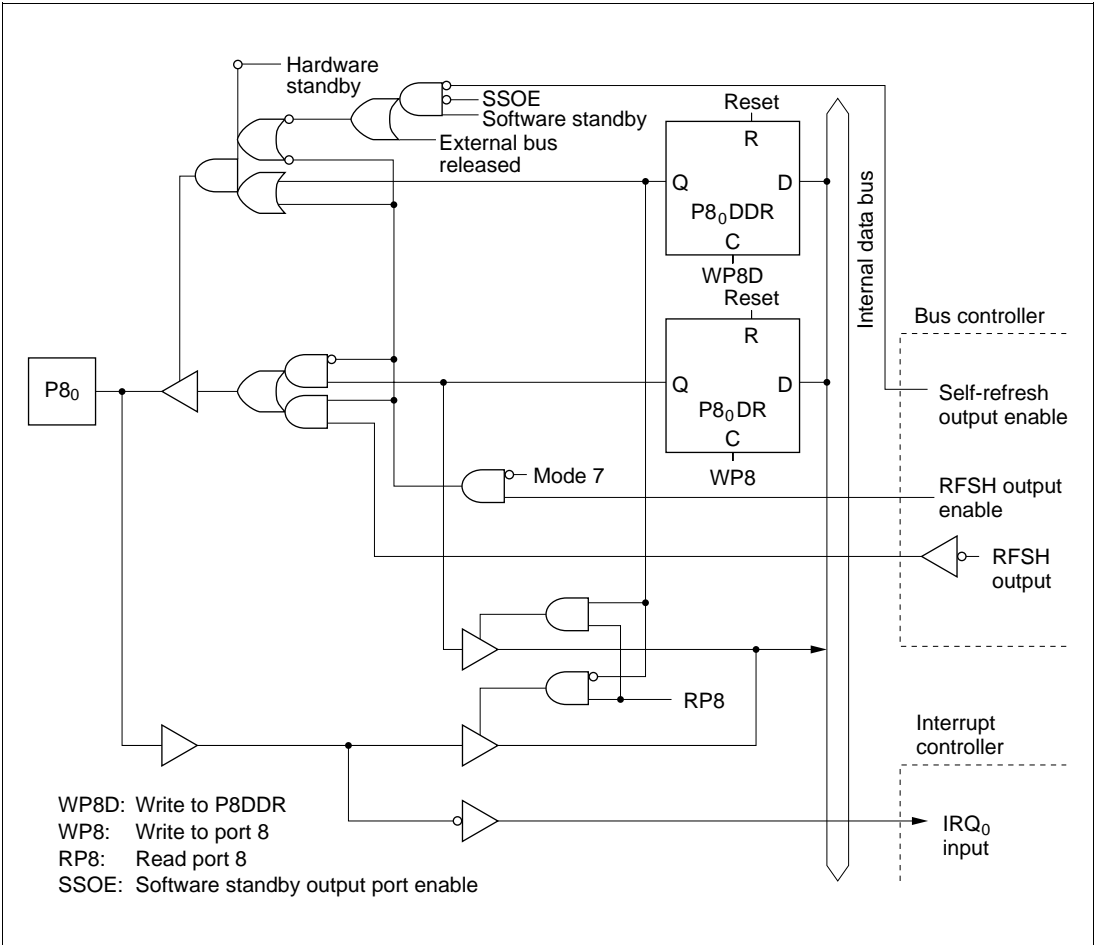 Hardware
standby
SSOE
Software standby
External bus
released
Reset
R
Q
D
P8₀DDR
C
WP8D
Reset
R
Q
D
P8₀DR
C
WP8
Internal data bus
Bus controller
Self-refresh
output enable
P8₀
Mode 7
RFSH output
enable
RFSH
output
RP8
Interrupt
controller
IRQ₀
input
WP8D: Write to P8DDR
WP8: Write to port 8
RP8: Read port 8
SSOE: Software standby output port enable